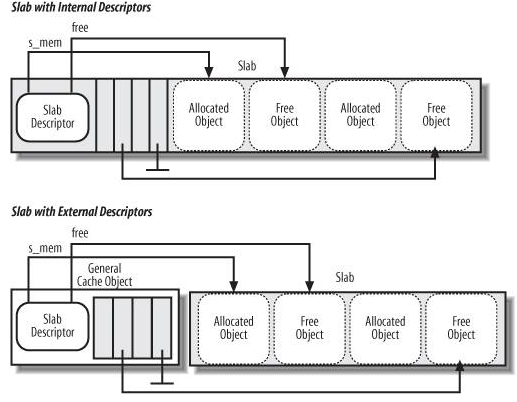 Slab with Internal Descriptors
free
s_mem
Slab
Slab
Descriptor
Allocated
Object
Free
Object
Allocated
Object
Free
Object
Slab with External Descriptors
free
s_mem
General
Cache Object
Slab
Slab
Descriptor
Allocated
Object
Free
Object
Allocated
Object
Free
Object